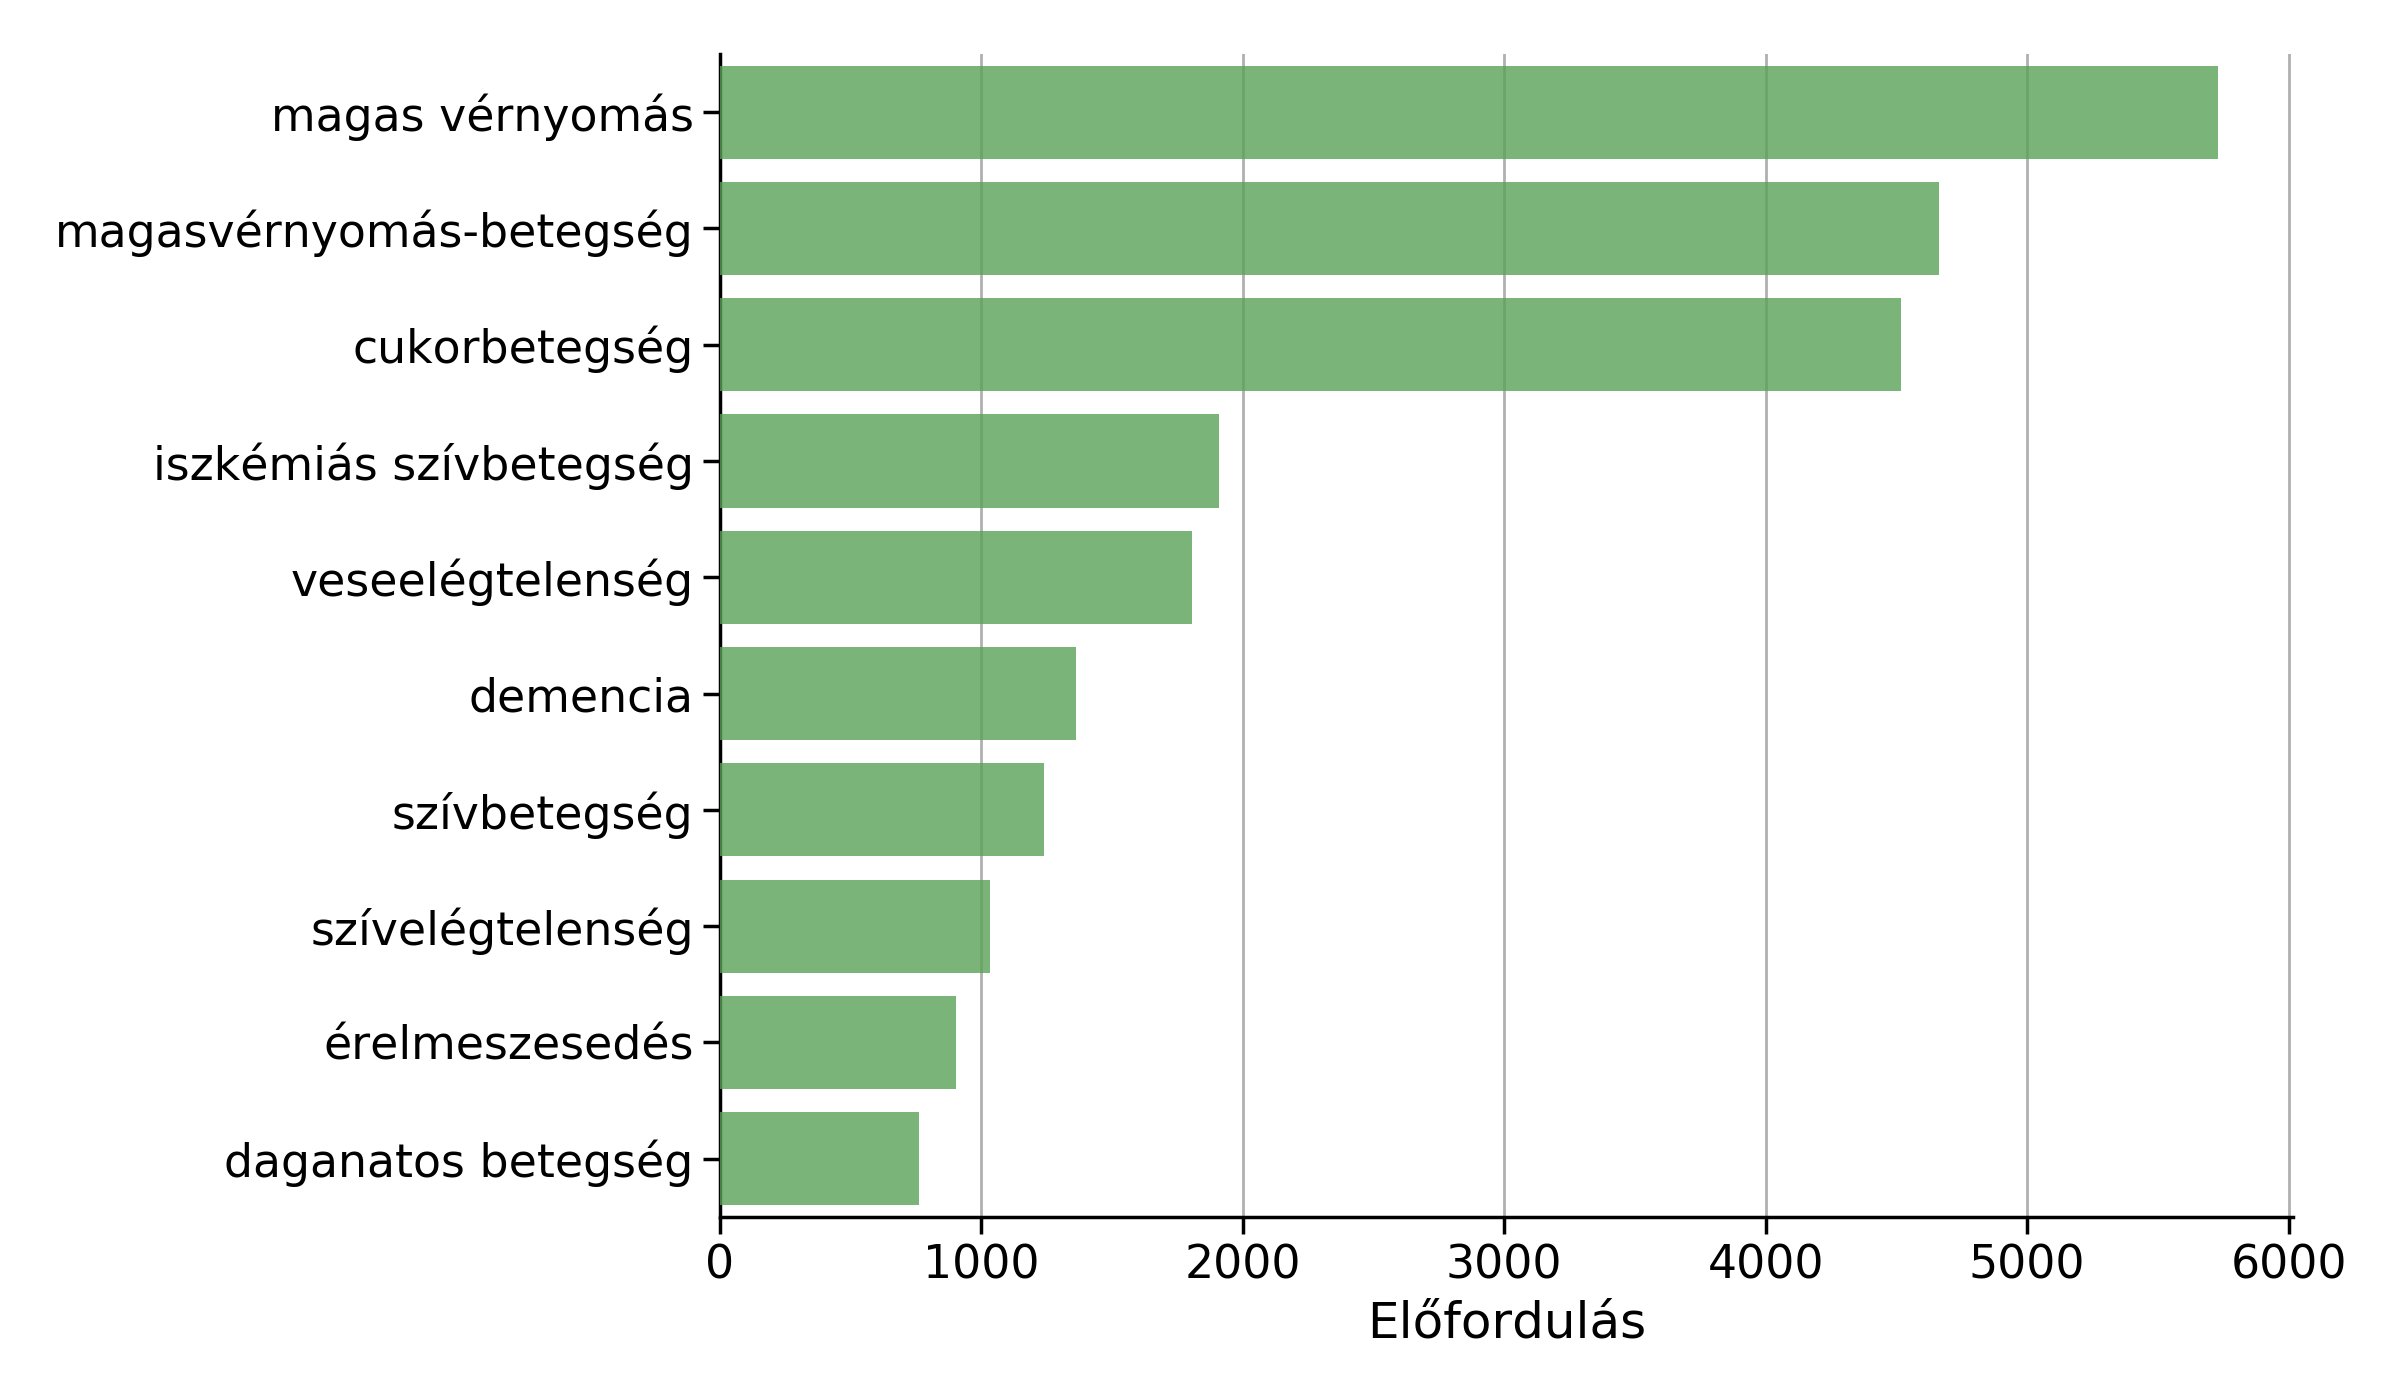 magas vérnyomás
magasvérnyomás-betegség
cukorbetegség
iszkémiás szívbetegség
veseelégtelenség
demencia
szívbetegség
szívelégtelenség
érelmeszesedés
daganatos betegség
0 1000 2000 3000 4000 5000 6000
Előfordulás